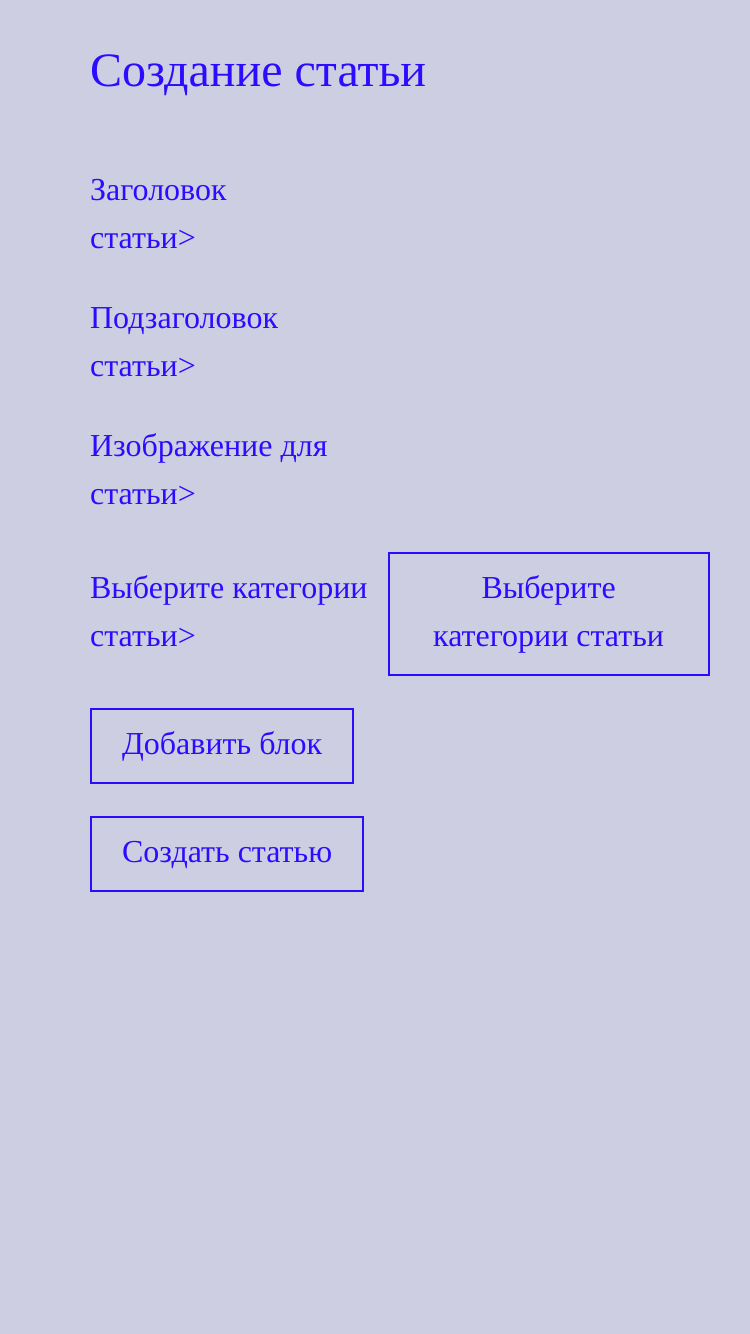 Создание статьи
Заголовок
статьи>
Подзаголовок
статьи>
Изображение для
статьи>
Выберите категории
статьи>
Выберите
категории статьи
Добавить блок
Создать статью